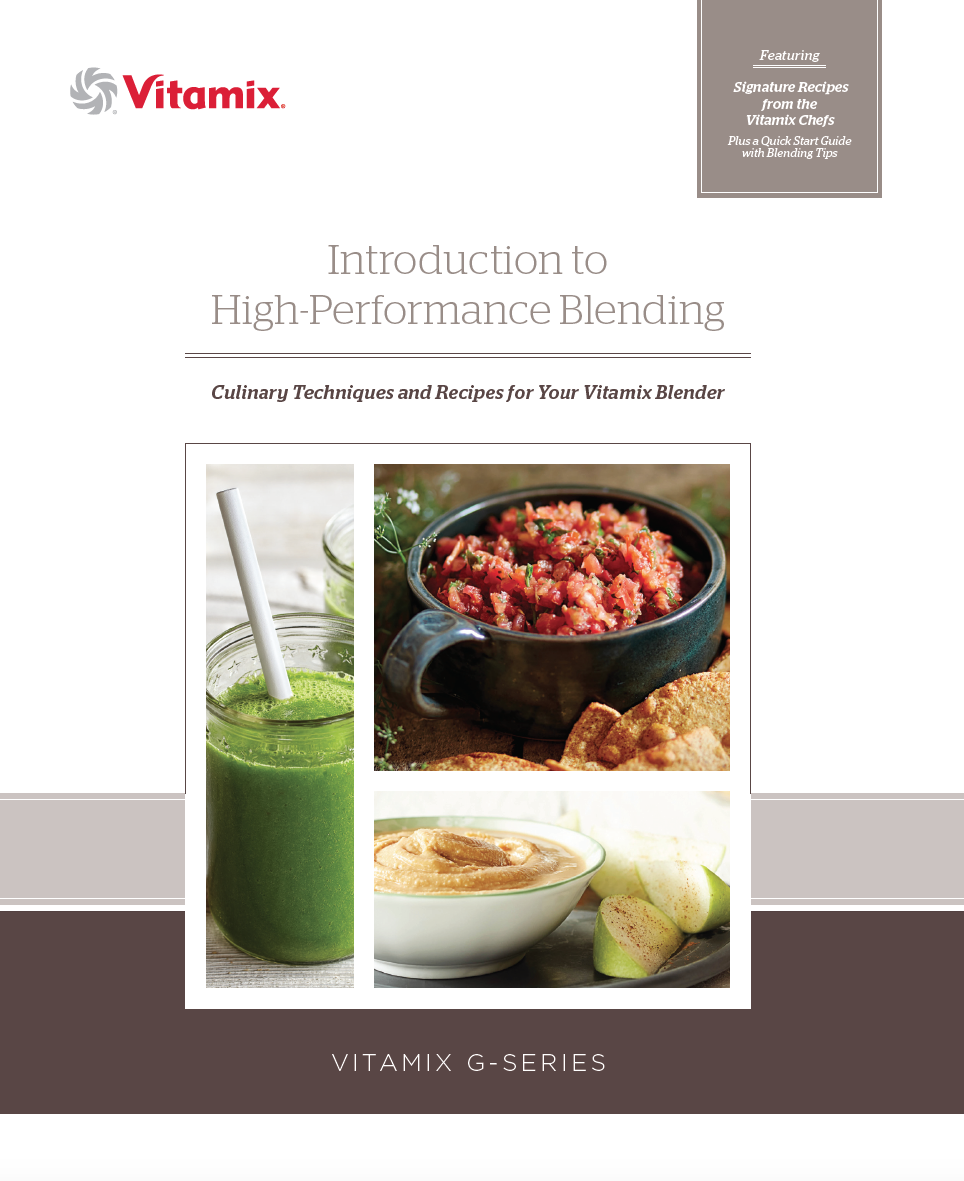 Vitamix®
Featuring
Signature Recipes
from the
Vitamix Chefs
Plus a Quick Start Guide
with Blending Tips
Introduction to
High-Performance Blending
Culinary Techniques and Recipes for Your Vitamix Blender
VITAMIX G-SERIES